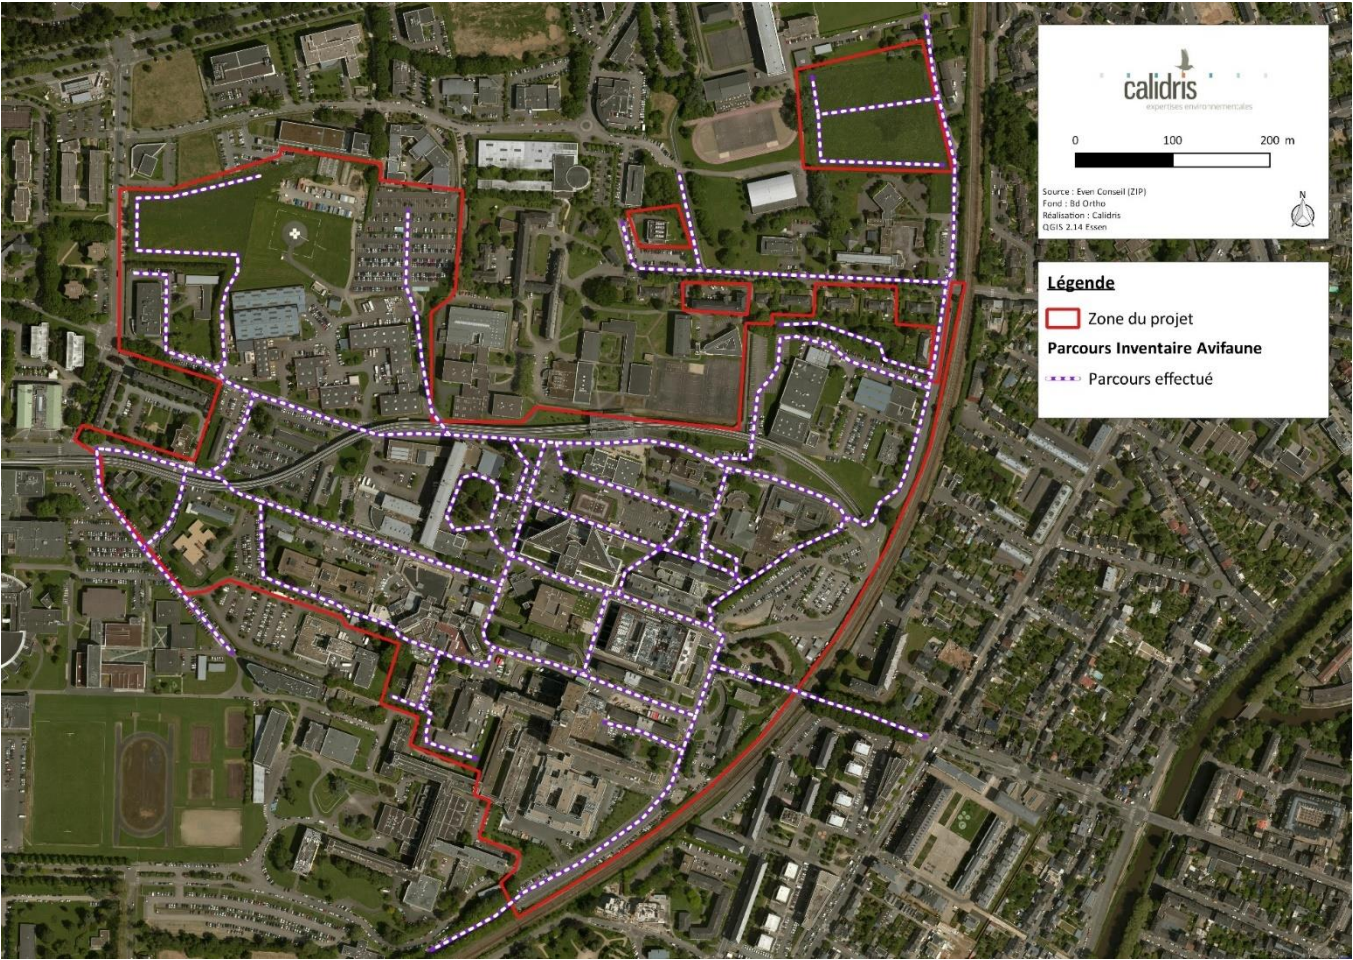 calidris
expertises environnementales
0 100 200 m
Source : Even Conseil (ZIP)
Fond : Bd Ortho
Réalisation : Calidris
QGIS 2.14 Essen
N
Légende
Zone du projet
Parcours Inventaire Avifaune
Parcours effectué